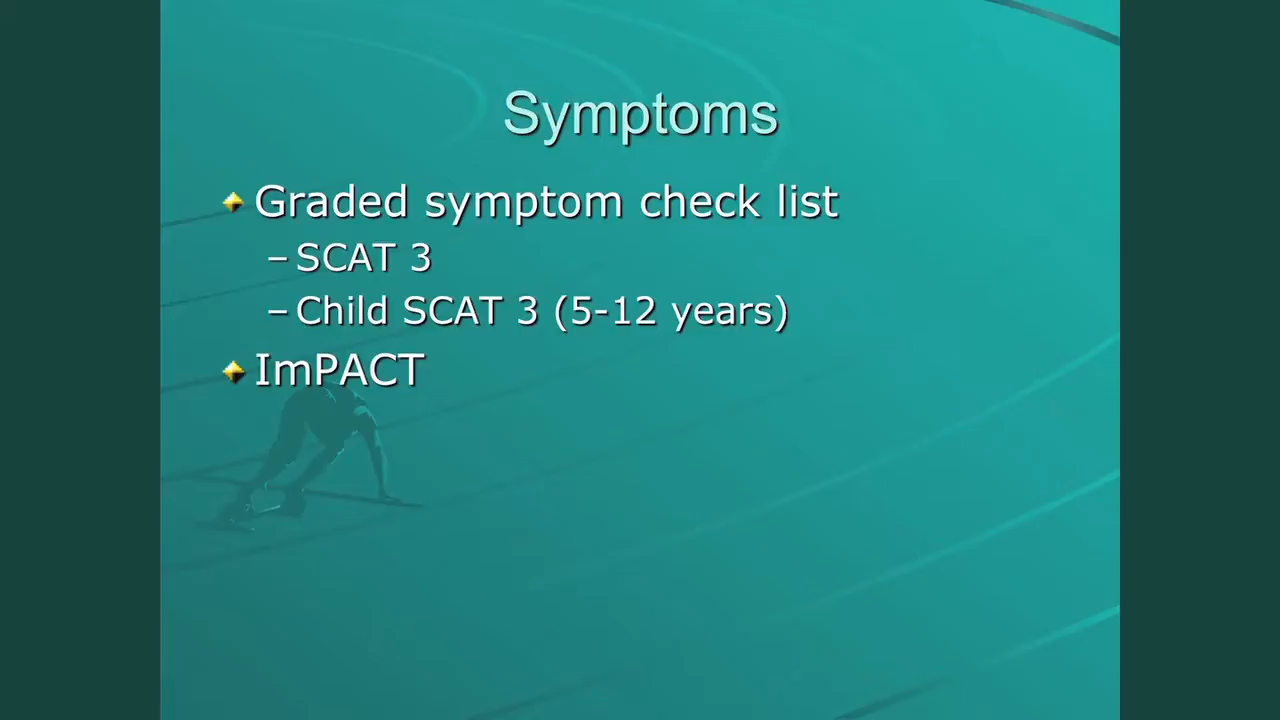 Symptoms
Graded symptom check list
– SCAT 3
– Child SCAT 3 (5-12 years)
ImPACT